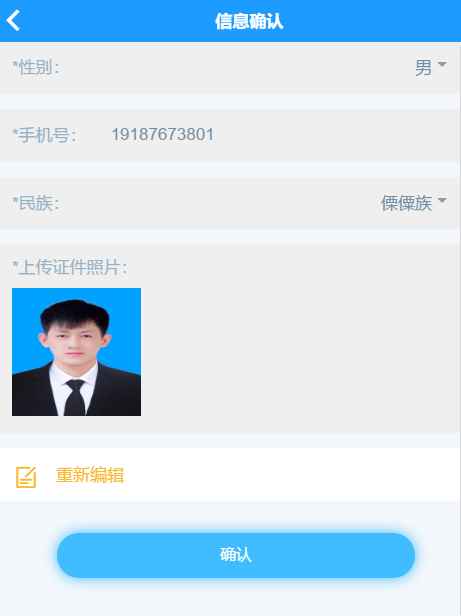 信息确认
*性别： 男
*手机号： 19187673801
*民族： 傈僳族
*上传证件照片：
重新编辑
确认